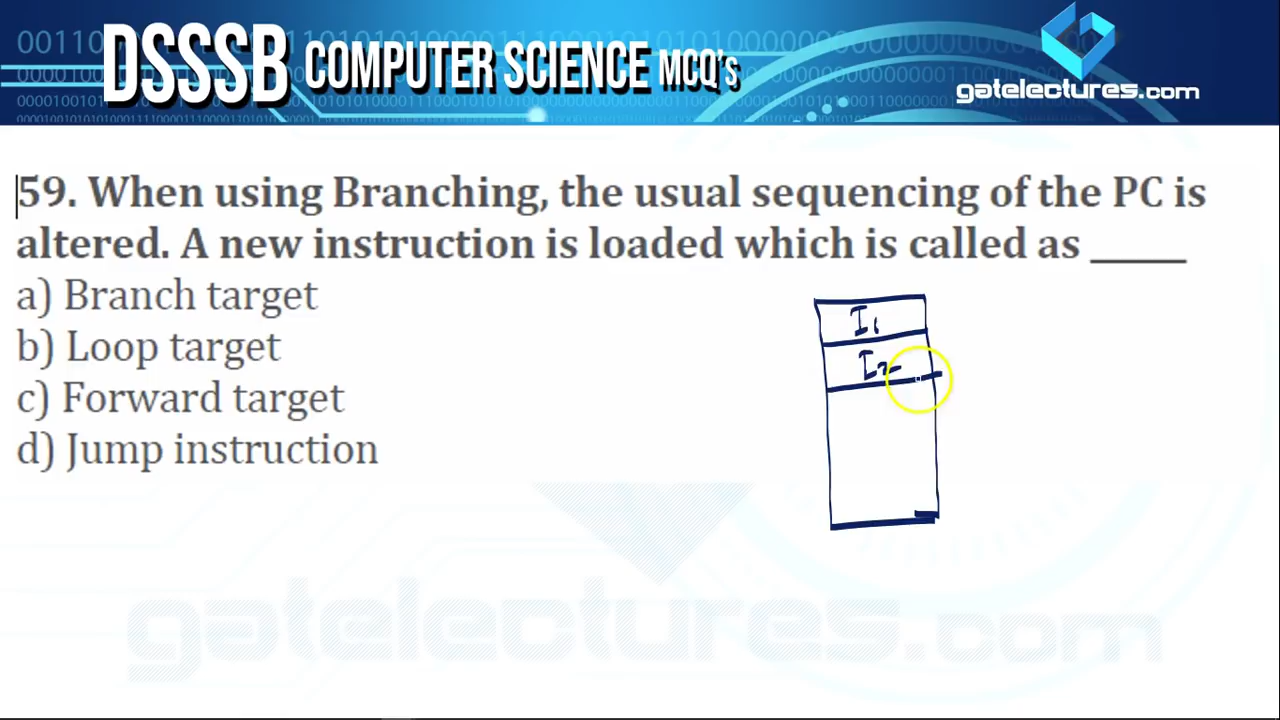 DSSSB COMPUTER SCIENCE MCQ's
gatelectures.com
59. When using Branching, the usual sequencing of the PC is
altered. A new instruction is loaded which is called as _____
a) Branch target
b) Loop target
c) Forward target
d) Jump instruction
I1
I2
gatelectures.com